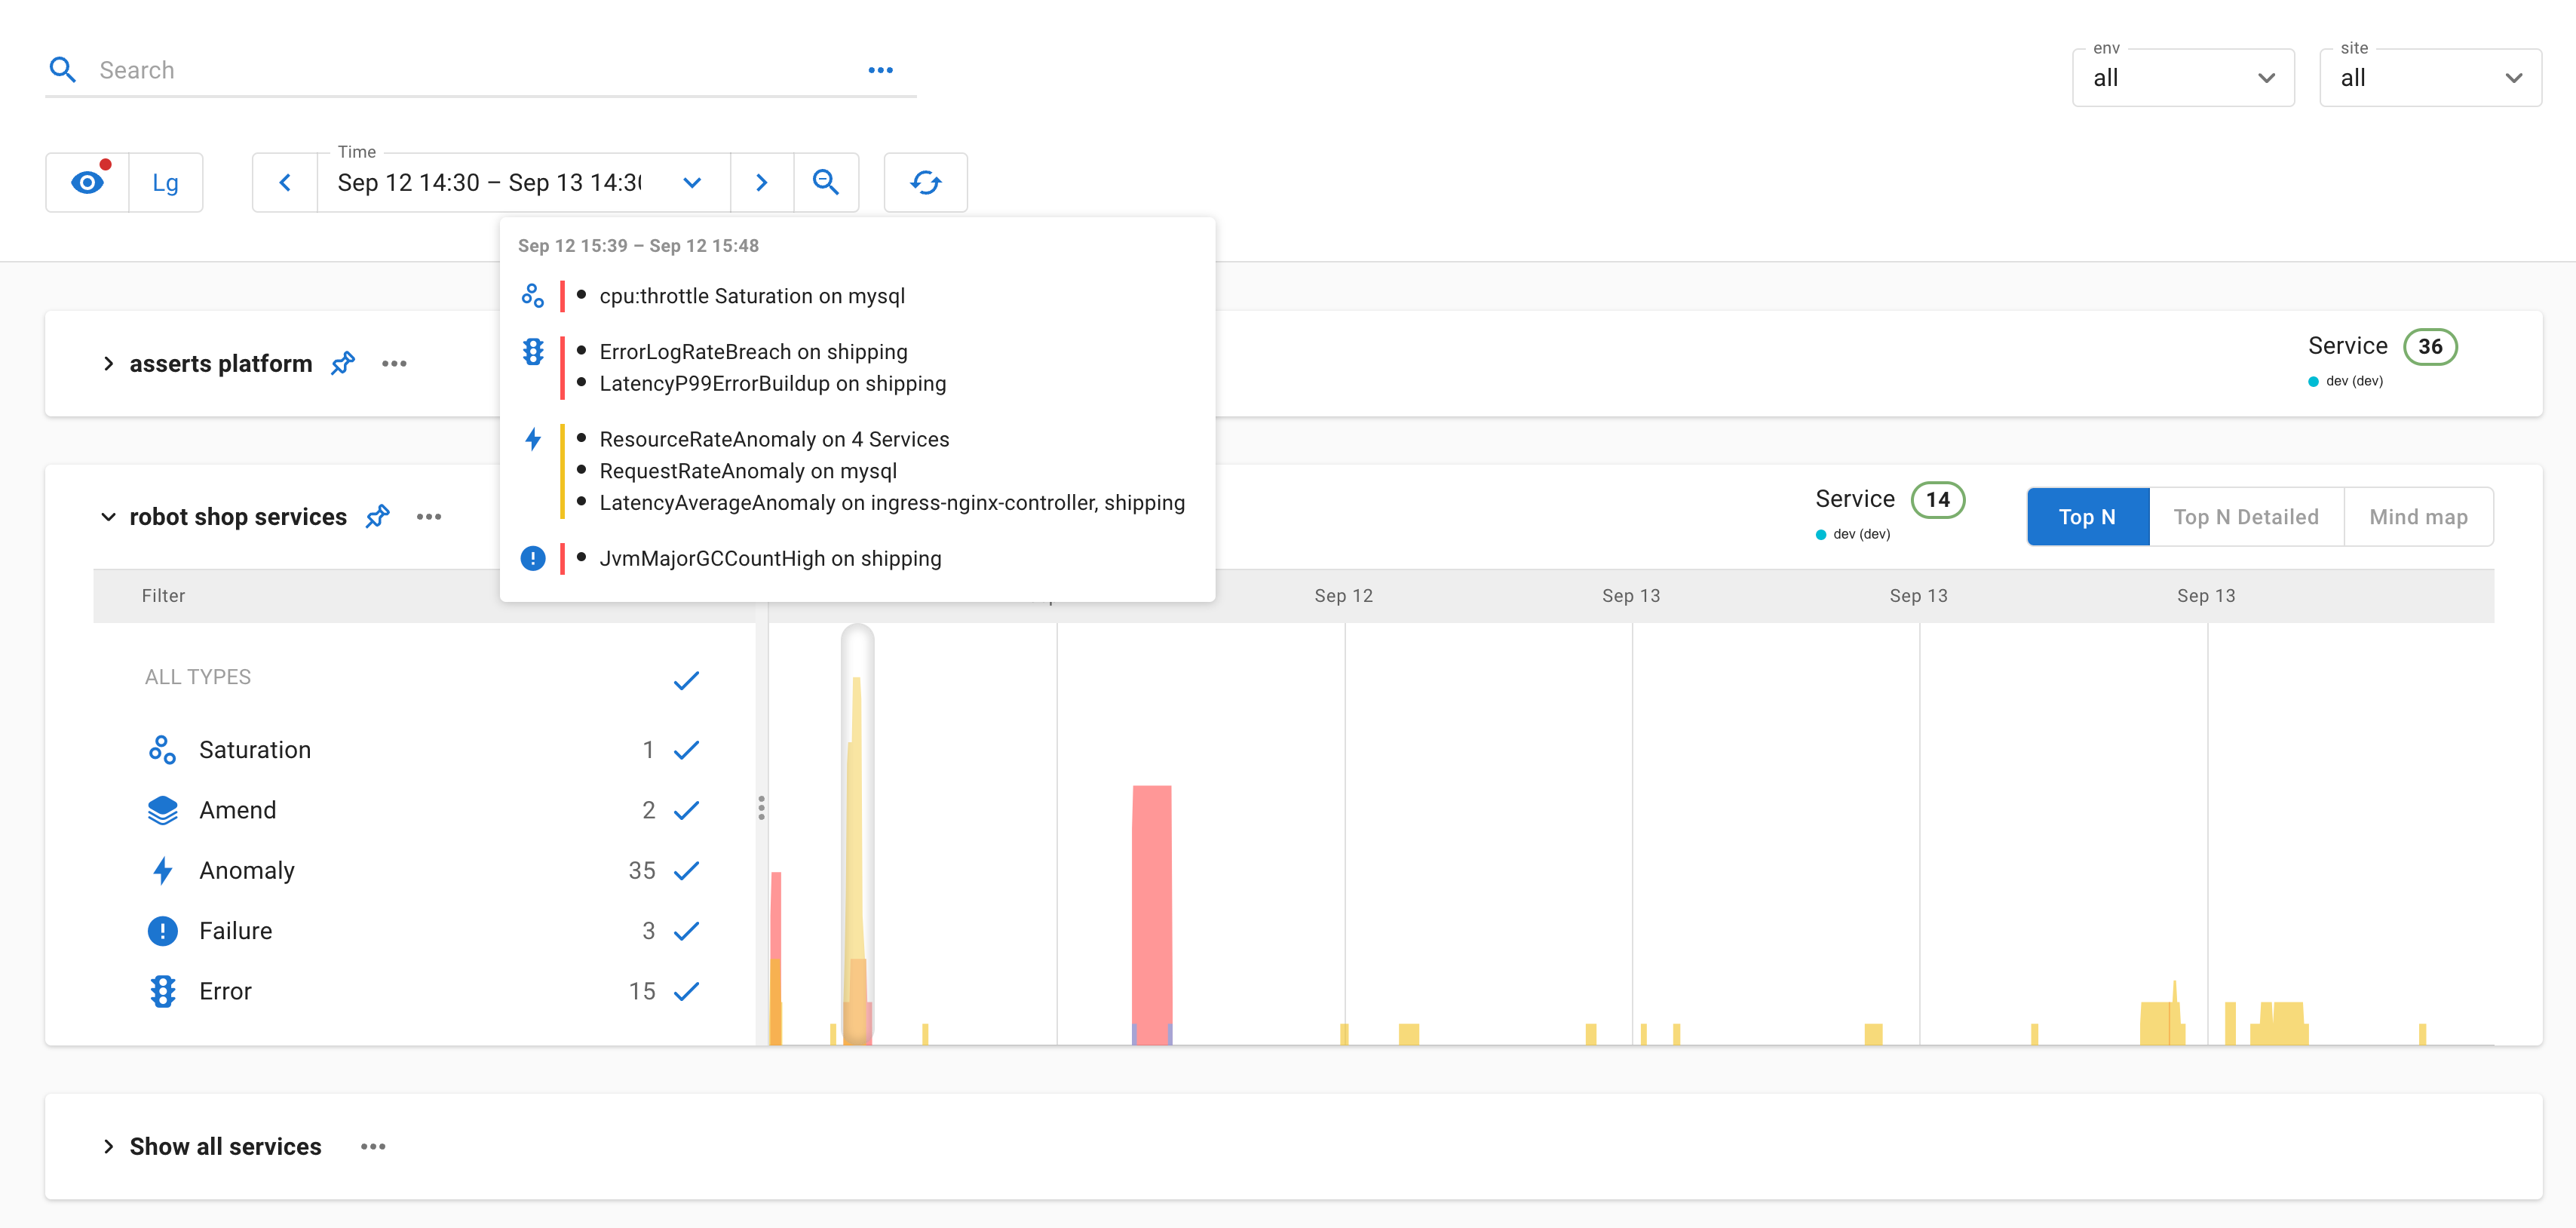 Search
env
all
site
all
Lg
Time
Sep 12 14:30 – Sep 13 14:3
Sep 12 15:39 – Sep 12 15:48
cpu:throttle Saturation on mysql
ErrorLogRateBreach on shipping
LatencyP99ErrorBuildup on shipping
ResourceRateAnomaly on 4 Services
RequestRateAnomaly on mysql
LatencyAverageAnomaly on ingress-nginx-controller, shipping
JvmMajorGCCountHigh on shipping
asserts platform
Service 36
dev (dev)
robot shop services
Service 14
dev (dev)
Top N
Top N Detailed
Mind map
Filter
Sep 12
Sep 13
Sep 13
Sep 13
ALL TYPES
Saturation 1
Amend 2
Anomaly 35
Failure 3
Error 15
Show all services